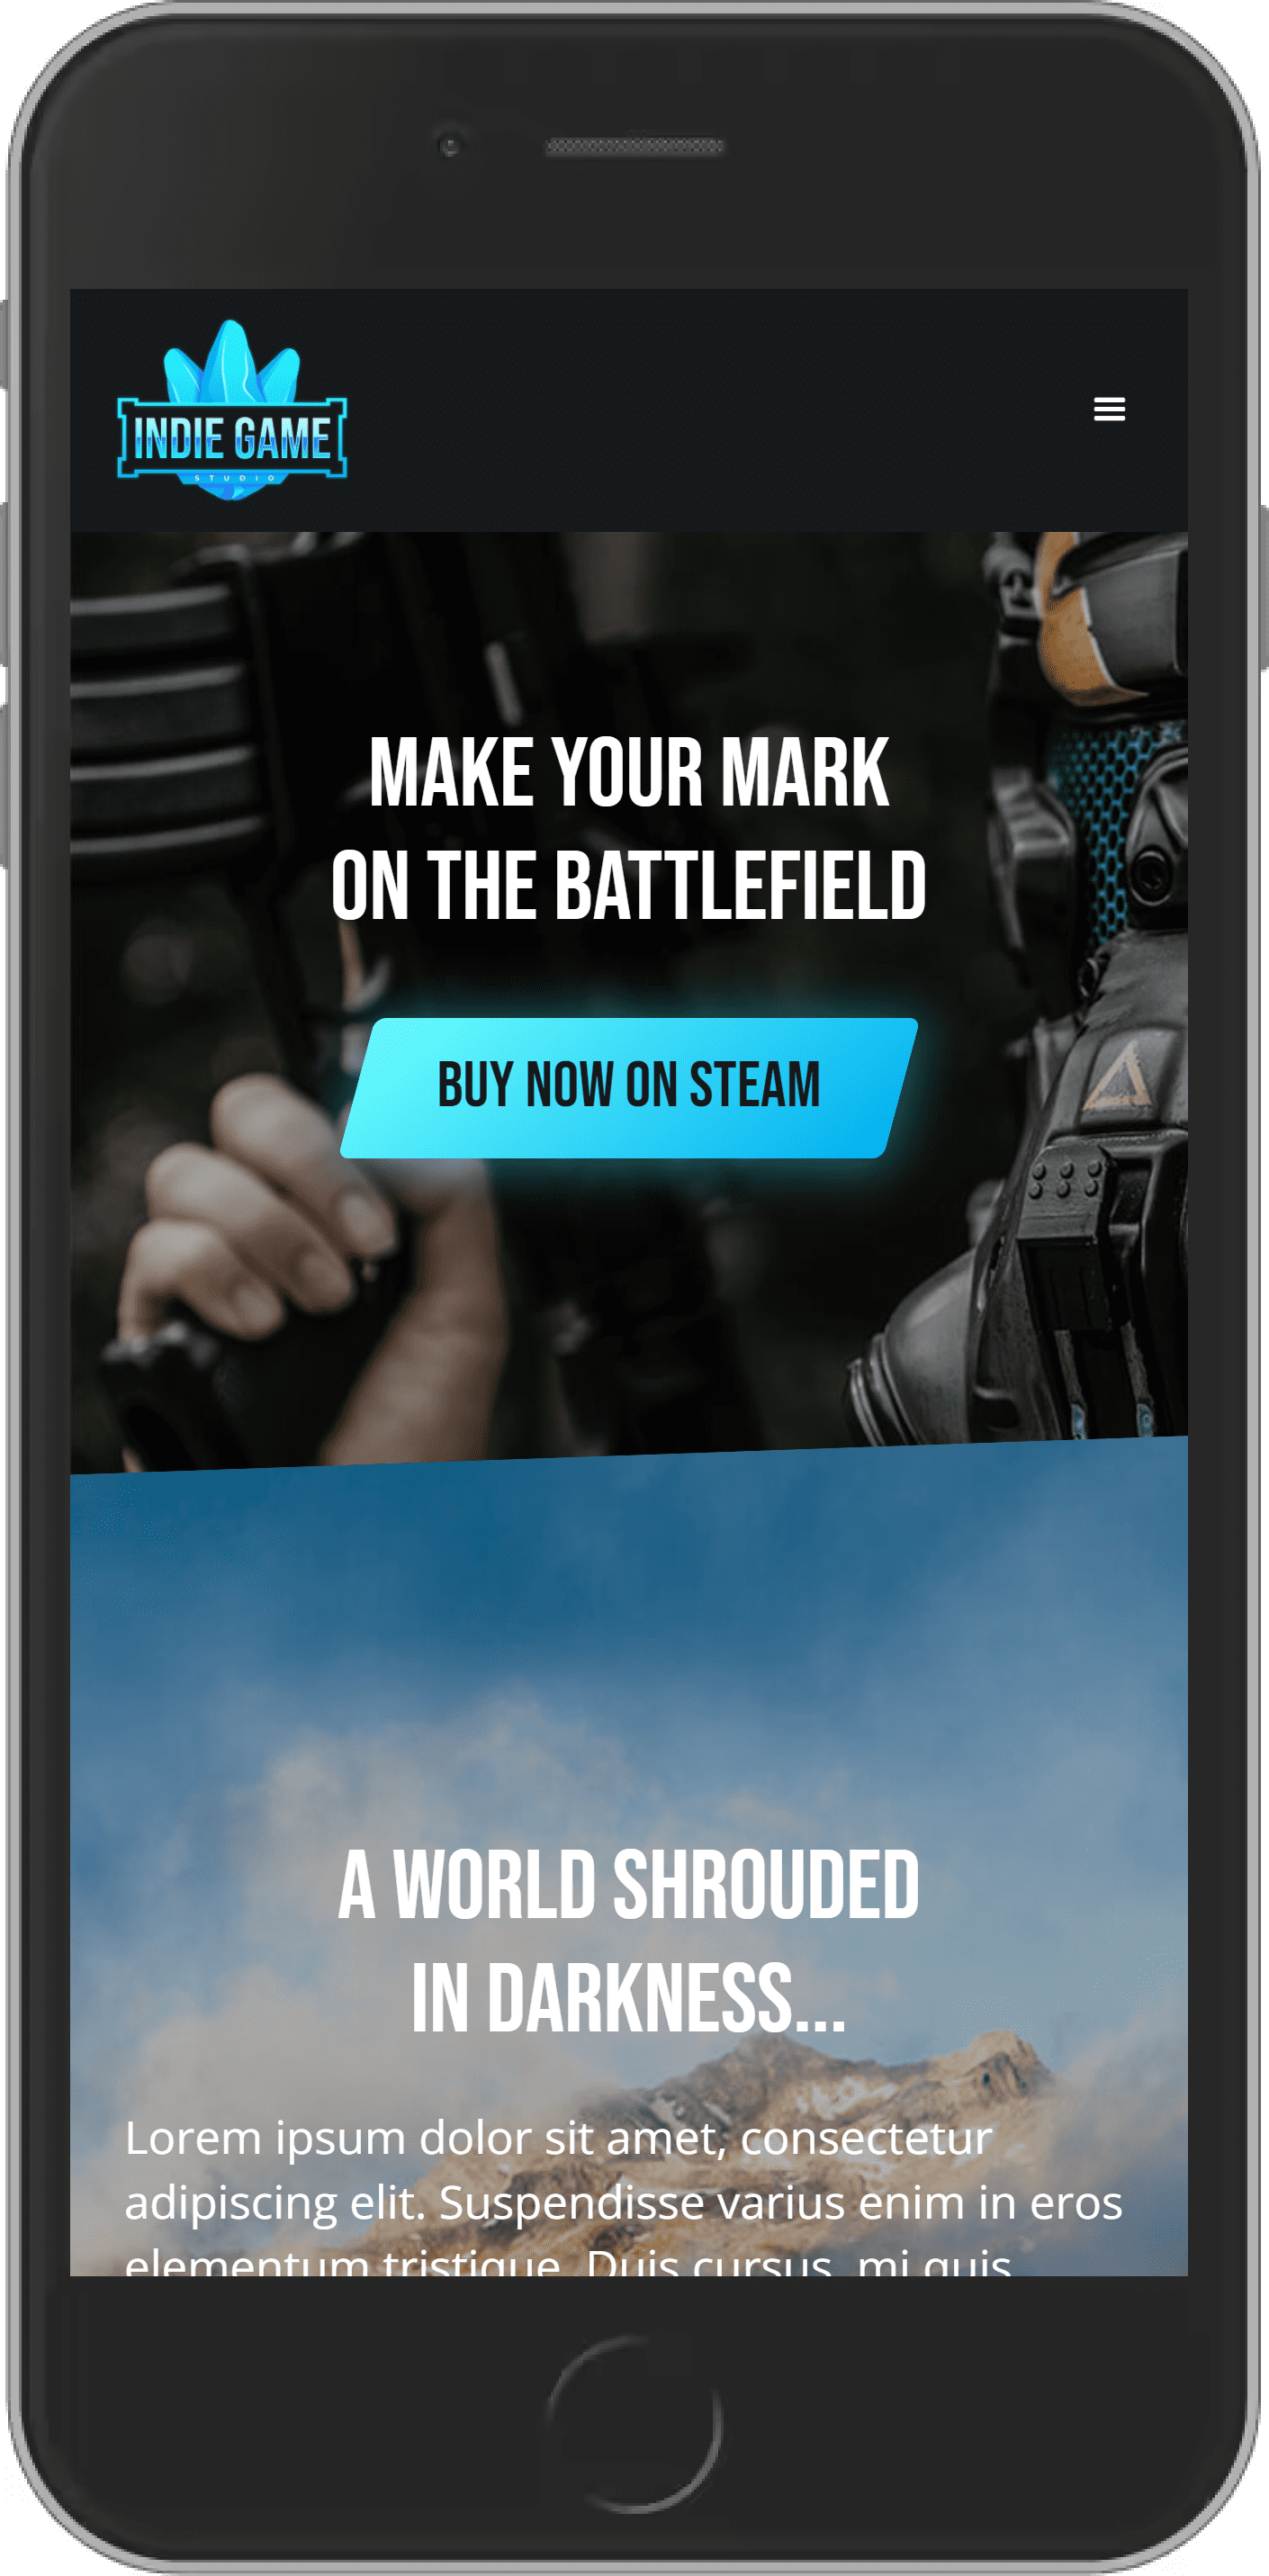 INDIE GAME
STUDIO
MAKE YOUR MARK
ON THE BATTLEFIELD
BUY NOW ON STEAM
A WORLD SHROUDED
IN DARKNESS...
Lorem ipsum dolor sit amet, consectetur
adipiscing elit. Suspendisse varius enim in eros
elementum tristique. Duis cursus, mi quis